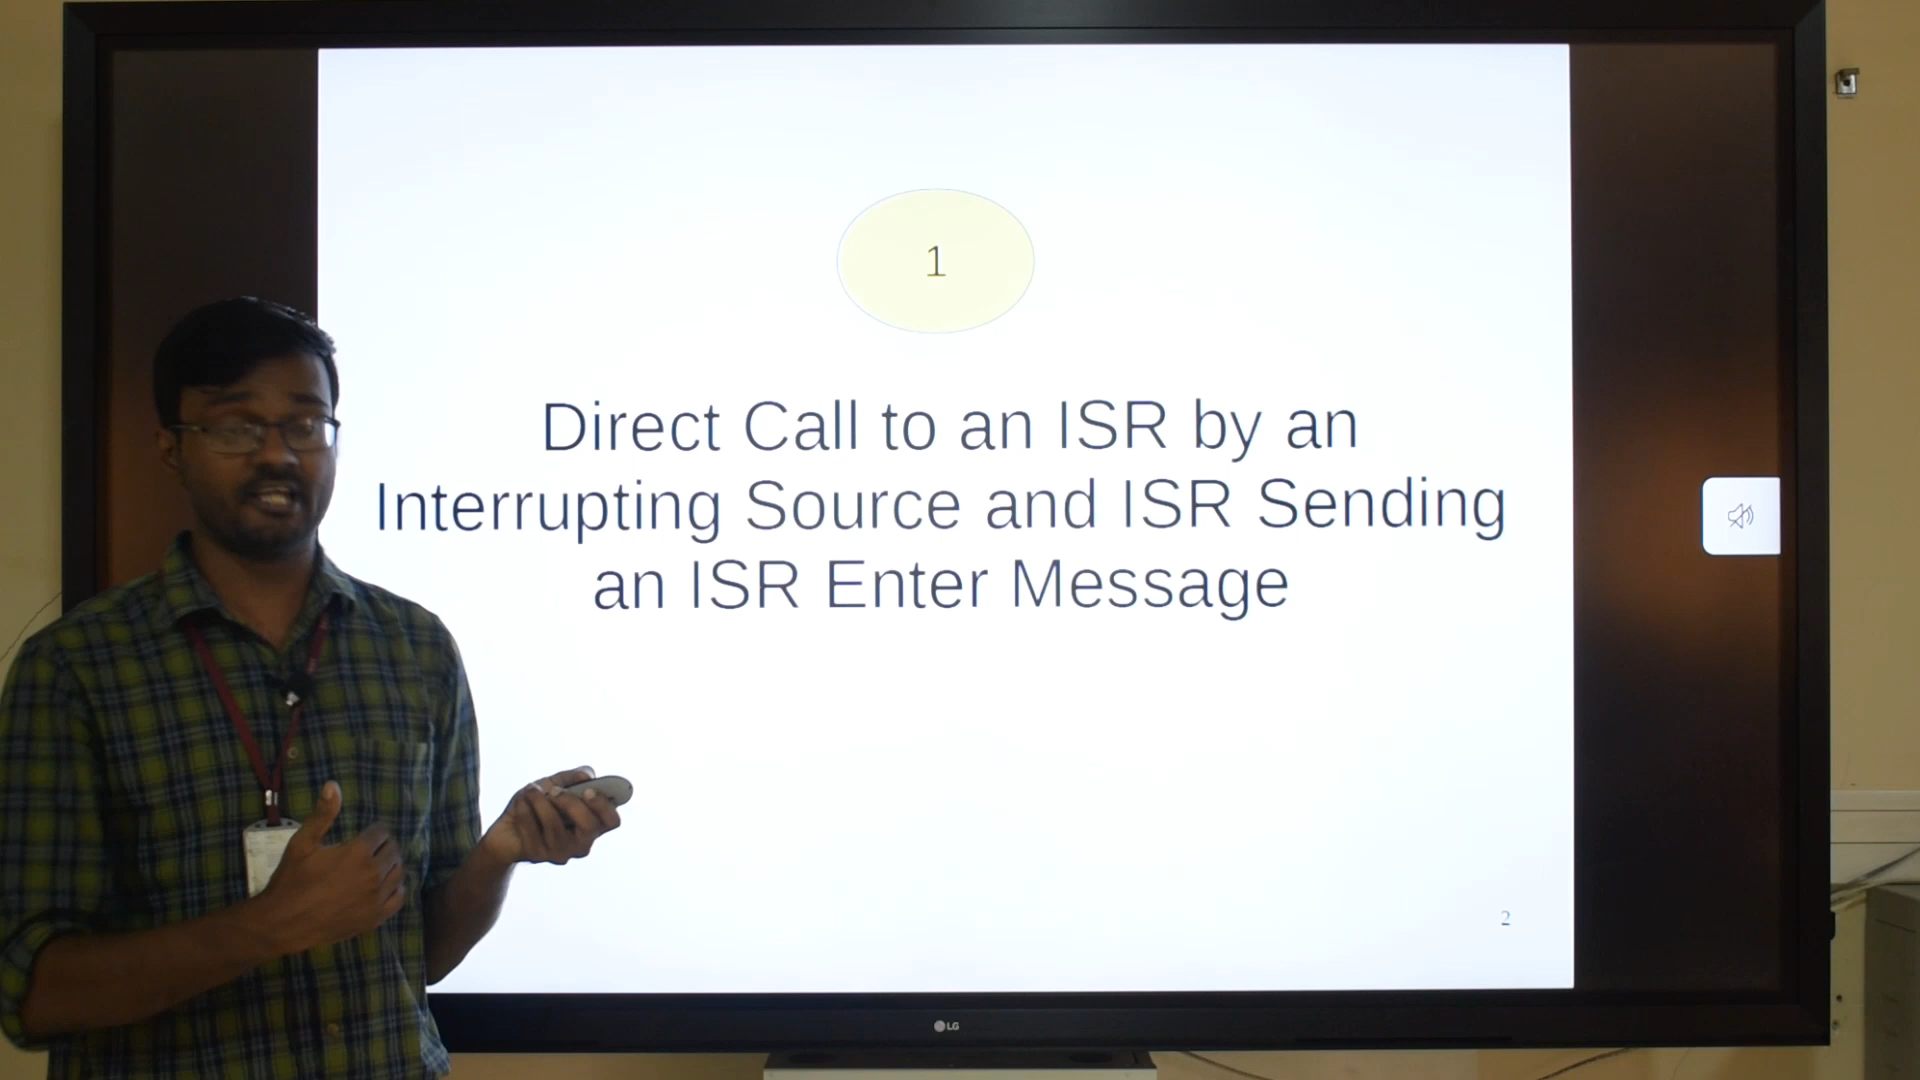 1
Direct Call to an ISR by an
Interrupting Source and ISR Sending
an ISR Enter Message
2
LG